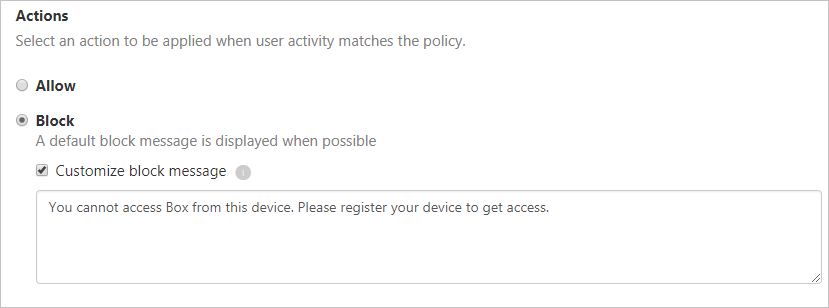 Actions
Select an action to be applied when user activity matches the policy.
Allow
Block
A default block message is displayed when possible
Customize block message i
You cannot access Box from this device. Please register your device to get access.